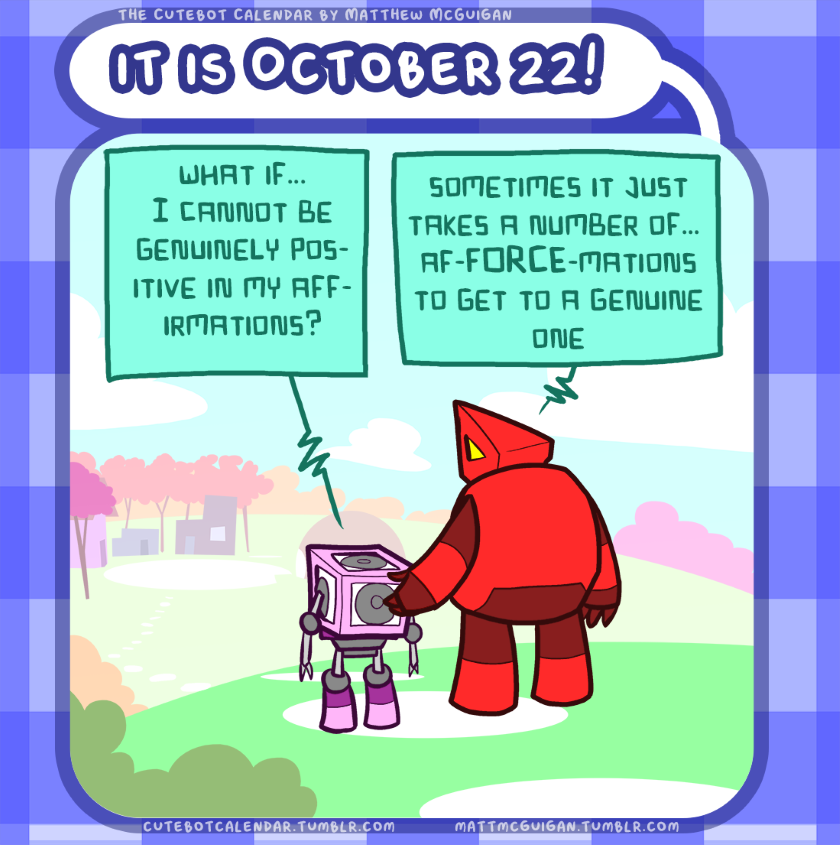 THE CUTEBOT CALENDAR BY MATTHEW MCGUIGAN
IT IS OCTOBER 22!
WHAT IF...
I CANNOT BE
GENUINELY POS-
ITIVE IN MY AFF-
IRMATIONS?
SOMETIMES IT JUST
TAKES A NUMBER OF...
AF-FORCE-MATIONS
TO GET TO A GENUINE
ONE
CUTEBOTCALENDAR.TUMBLR.COM
MATTMCGUIGAN.TUMBLR.COM